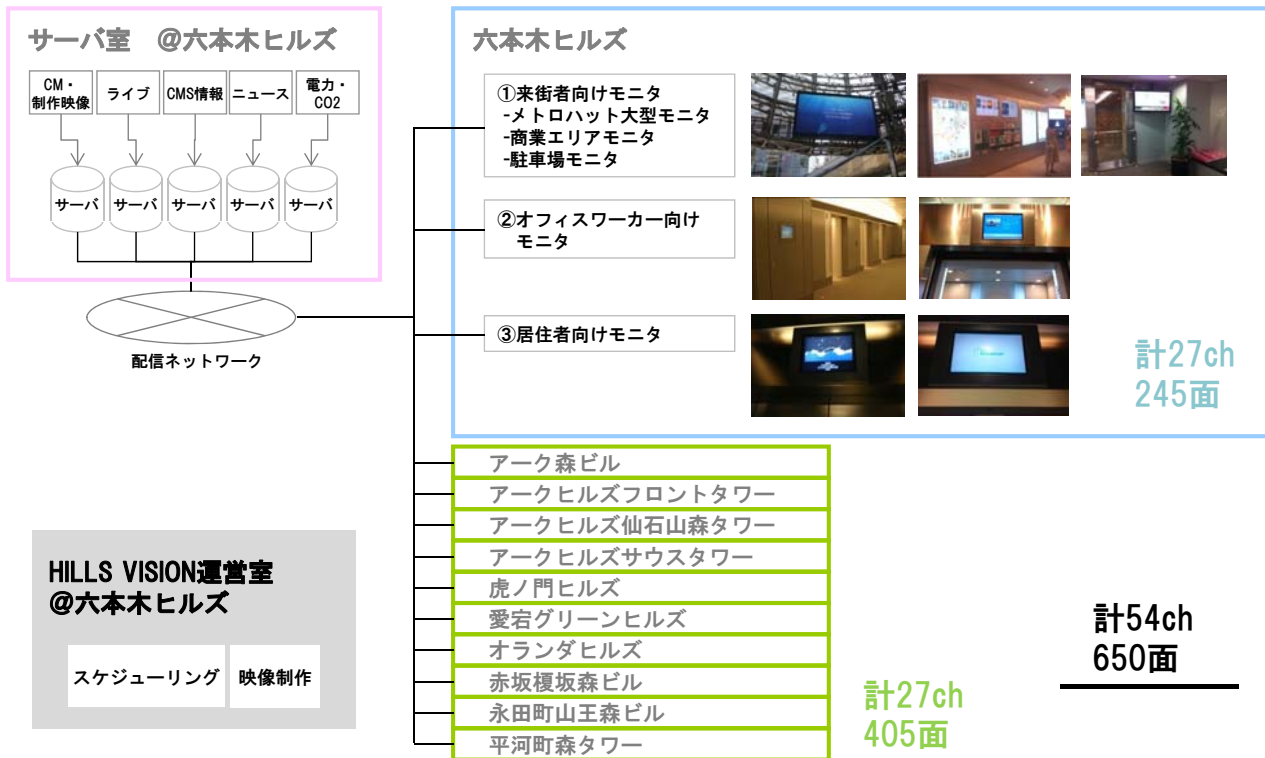 サーバ室　@六本木ヒルズ
CM・
制作映像
ライブ
CMS情報
ニュース
電力・
CO2
サーバ
サーバ
サーバ
サーバ
サーバ
配信ネットワーク
HILLS VISION運営室
@六本木ヒルズ
スケジューリング
映像制作
六本木ヒルズ
①来街者向けモニタ
-メトロハット大型モニタ
-商業エリアモニタ
-駐車場モニタ
②オフィスワーカー向け
モニタ
③居住者向けモニタ
計27ch
245面
アーク森ビル
アークヒルズフロントタワー
アークヒルズ仙石山森タワー
アークヒルズサウスタワー
虎ノ門ヒルズ
愛宕グリーンヒルズ
オランダヒルズ
赤坂榎坂森ビル
永田町山王森ビル
平河町森タワー
計27ch
405面
計54ch
650面